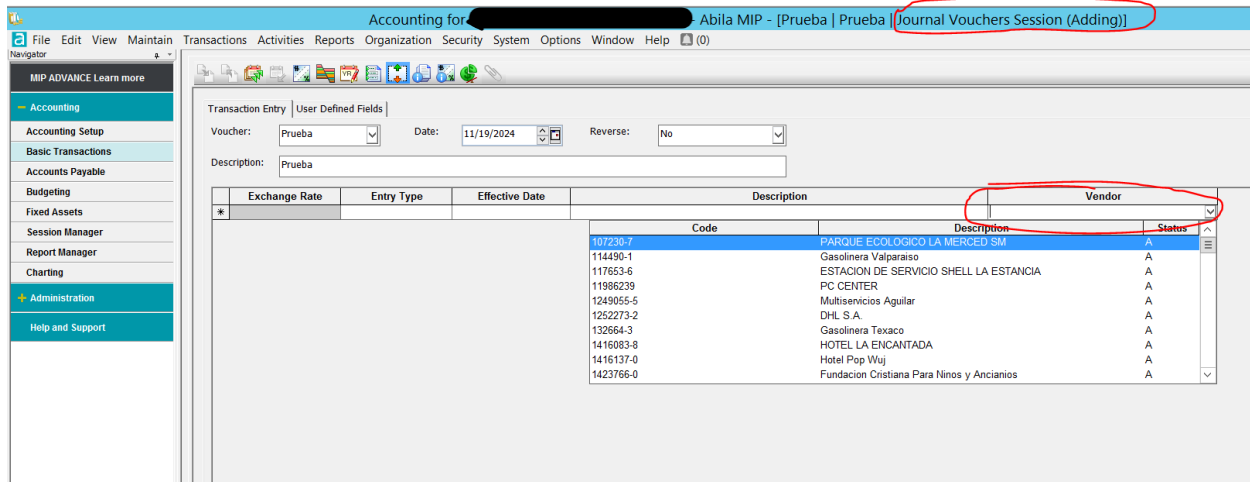 Accounting for - Abila MIP - [Prueba | Prueba | Journal Vouchers Session (Adding)]
a File Edit View Maintain Transactions Activities Reports Organization Security System Options Window Help (0)
Navigator
MIP ADVANCE Learn more
Accounting
Accounting Setup
Basic Transactions
Accounts Payable
Budgeting
Fixed Assets
Session Manager
Report Manager
Charting
Administration
Help and Support
Transaction Entry User Defined Fields
Voucher: Prueba Date: 11/19/2024 Reverse: No
Description: Prueba
Exchange Rate Entry Type Effective Date Description Vendor
Code Description Status
107230-7 PARQUE ECOLOGICO LA MERCED SM A
114490-1 Gasolinera Valparaiso A
117653-6 ESTACION DE SERVICIO SHELL LA ESTANCIA A
11986239 PC CENTER A
1249055-5 Multiservicios Aguilar A
1252273-2 DHL S.A. A
132664-3 Gasolinera Texaco A
1416083-8 HOTEL LA ENCANTADA A
1416137-0 Hotel Pop Wuj A
1423766-0 Fundacion Cristiana Para Ninos y Ancianios A